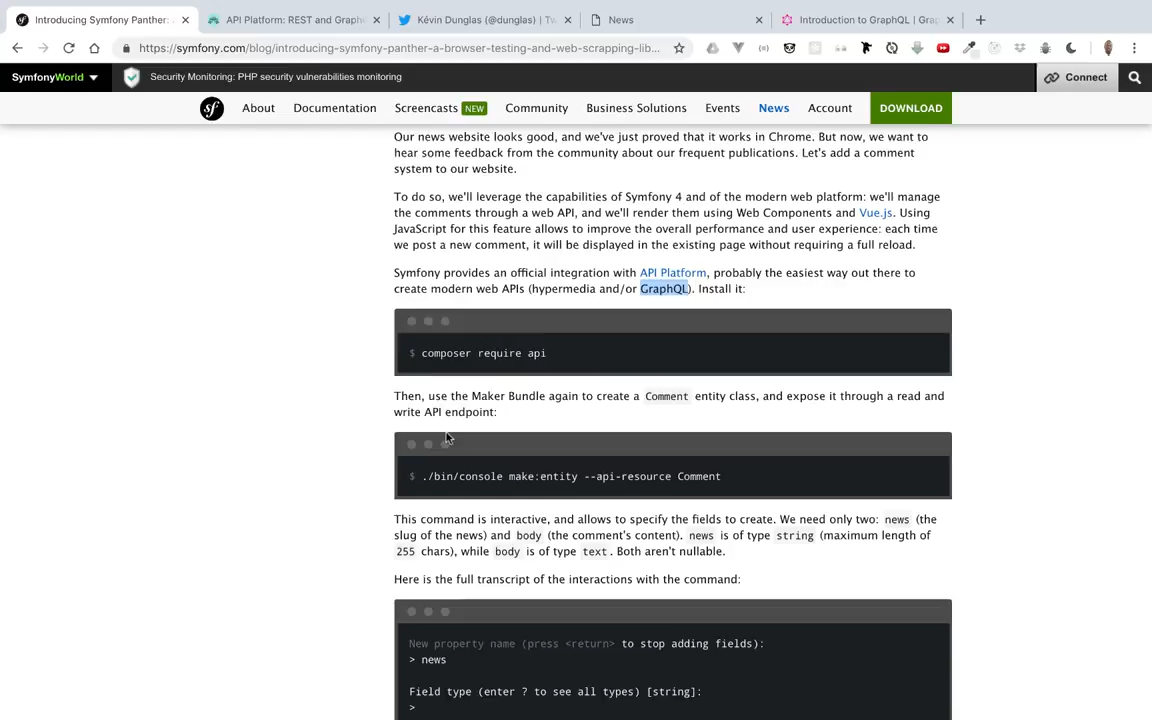 Introducing Symfony Panther:
API Platform: REST and Graph
Kévin Dunglas (@dunglas) | Tw
News
Introduction to GraphQL | Grap
https://symfony.com/blog/introducing-symfony-panther-a-browser-testing-and-web-scrapping-lib...
SymfonyWorld
Security Monitoring: PHP security vulnerabilities monitoring
Connect
sf
About
Documentation
Screencasts NEW
Community
Business Solutions
Events
News
Account
DOWNLOAD
Our news website looks good, and we've just proved that it works in Chrome. But now, we want to
hear some feedback from the community about our frequent publications. Let's add a comment
system to our website.
To do so, we'll leverage the capabilities of Symfony 4 and of the modern web platform: we'll manage
the comments through a web API, and we'll render them using Web Components and Vue.js. Using
JavaScript for this feature allows to improve the overall performance and user experience: each time
we post a new comment, it will be displayed in the existing page without requiring a full reload.
Symfony provides an official integration with API Platform, probably the easiest way out there to
create modern web APIs (hypermedia and/or GraphQL). Install it:
$ composer require api
Then, use the Maker Bundle again to create a Comment entity class, and expose it through a read and
write API endpoint:
$ ./bin/console make:entity --api-resource Comment
This command is interactive, and allows to specify the fields to create. We need only two: news (the
slug of the news) and body (the comment's content). news is of type string (maximum length of
255 chars), while body is of type text. Both aren't nullable.
Here is the full transcript of the interactions with the command:
New property name (press <return> to stop adding fields):
> news
Field type (enter ? to see all types) [string]:
>